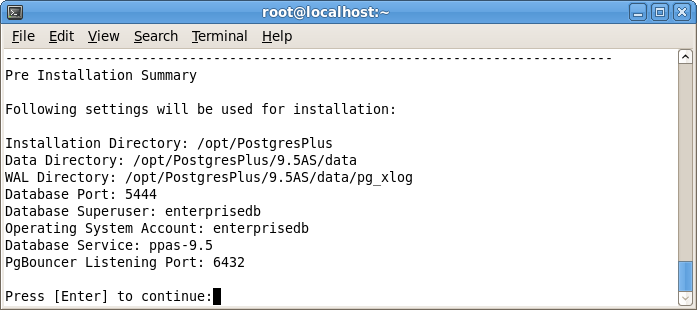 root@localhost:~
File Edit View Search Terminal Help
----------------------------------------------------------------------------
Pre Installation Summary
Following settings will be used for installation:
Installation Directory: /opt/PostgresPlus
Data Directory: /opt/PostgresPlus/9.5AS/data
WAL Directory: /opt/PostgresPlus/9.5AS/data/pg_xlog
Database Port: 5444
Database Superuser: enterprisedb
Operating System Account: enterprisedb
Database Service: ppas-9.5
PgBouncer Listening Port: 6432
Press [Enter] to continue: